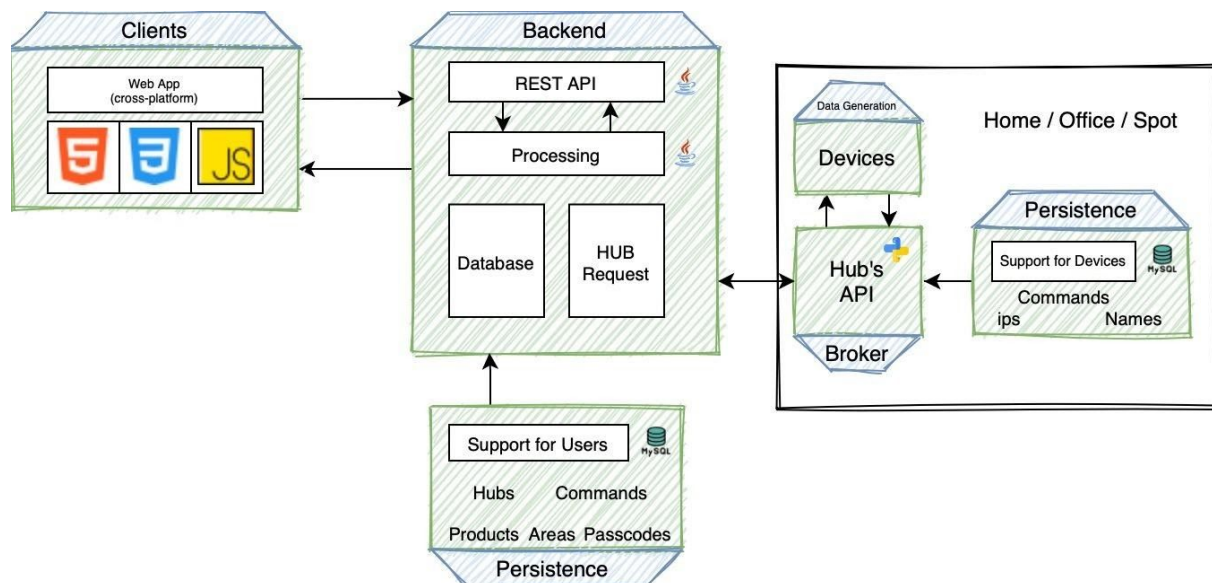 Clients
Web App
(cross-platform)
5
3
JS
Backend
REST API
Processing
Database
HUB
Request
Support for Users
MySQL
Hubs Commands
Products Areas Passcodes
Persistence
Home / Office / Spot
Data Generation
Devices
Hub's
API
Broker
Persistence
Support for Devices
MySQL
Commands
ips Names